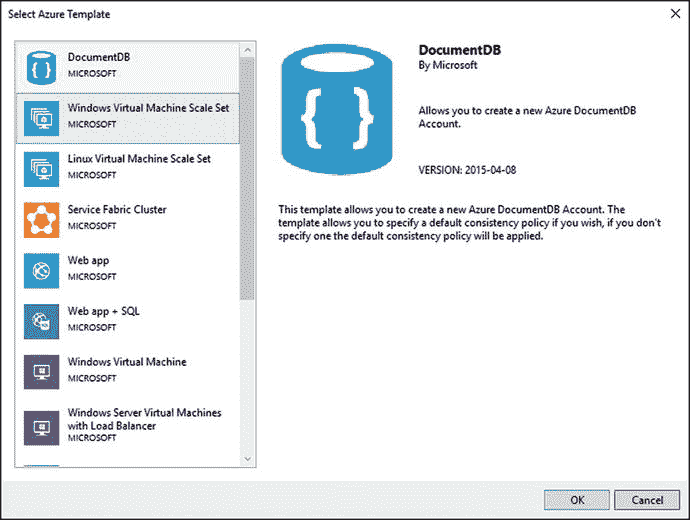 Select Azure Template
DocumentDB
MICROSOFT
Windows Virtual Machine Scale Set
MICROSOFT
Linux Virtual Machine Scale Set
MICROSOFT
Service Fabric Cluster
MICROSOFT
Web app
MICROSOFT
Web app + SQL
MICROSOFT
Windows Virtual Machine
MICROSOFT
Windows Server Virtual Machines
with Load Balancer
MICROSOFT
DocumentDB
By Microsoft
Allows you to create a new Azure DocumentDB
Account.
VERSION: 2015-04-08
This template allows you to create a new Azure DocumentDB Account. The
template allows you to specify a default consistency policy if you wish, if you don't
specify one the default consistency policy will be applied.
OK
Cancel